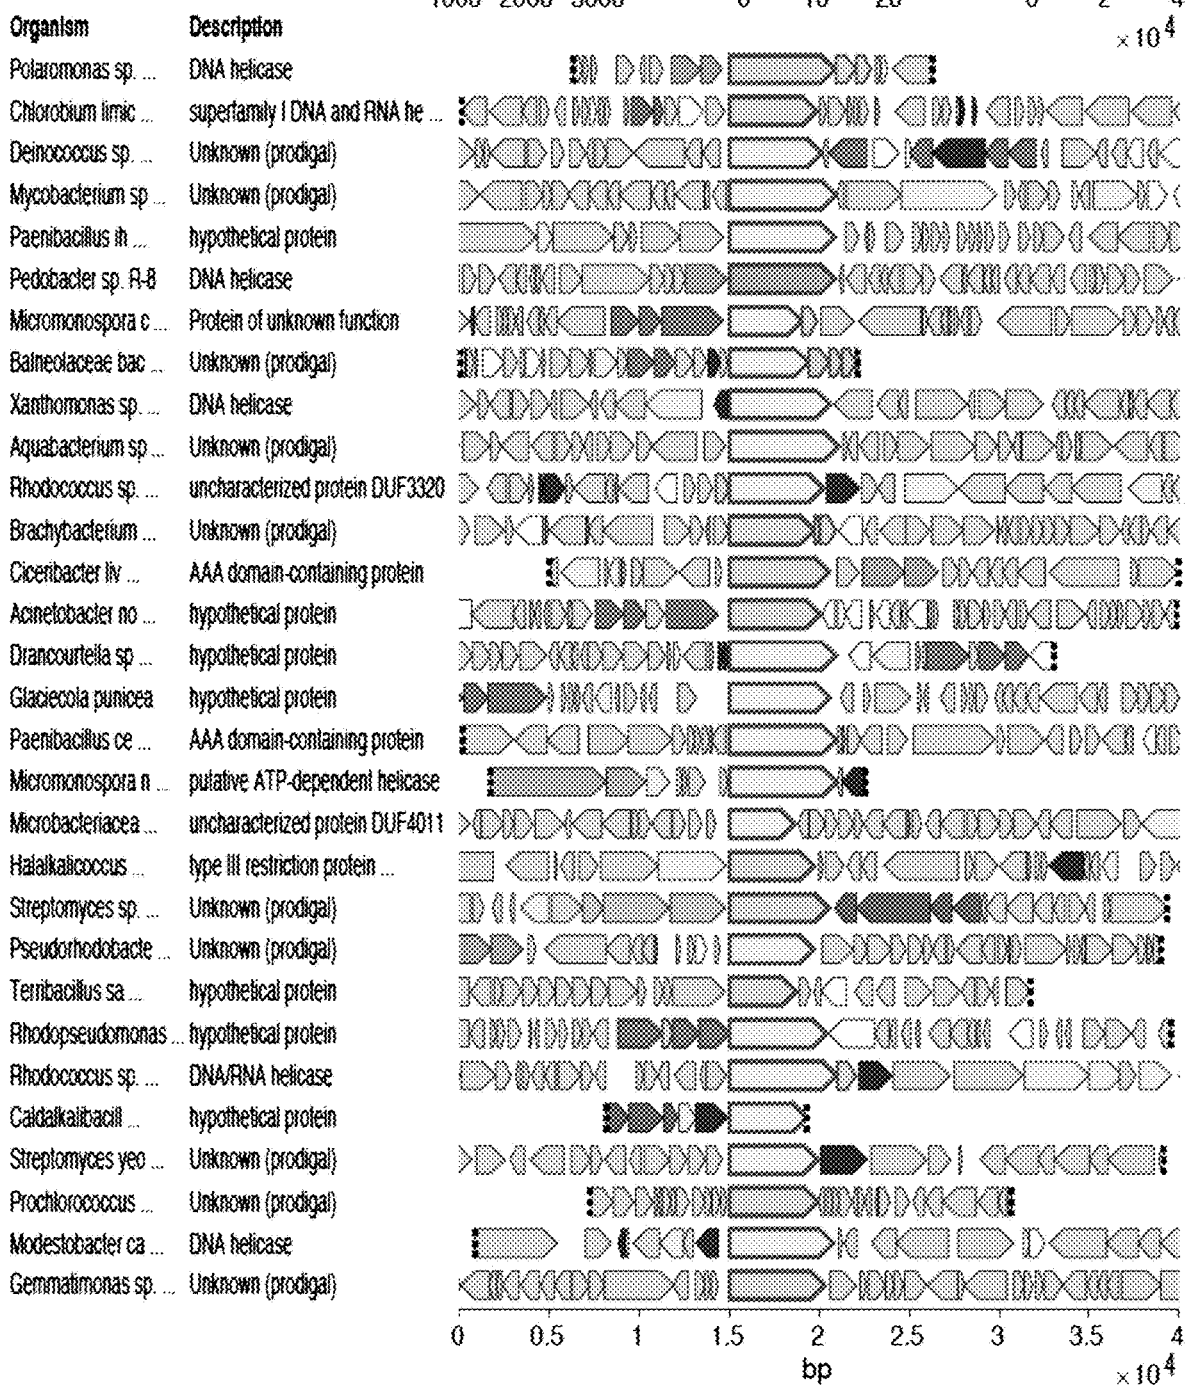 Organism Description
×10⁴
Polaromonas sp. ... DNA helicase
Chlorobium limic ... superfamily I DNA and RNA he ...
Deinococcus sp. ... Unknown (prodigal)
Mycobacterium sp ... Unknown (prodigal)
Paenibacillus ih ... hypothetical protein
Pedobacter sp. R-8 DNA helicase
Micromonospora c ... Protein of unknown function
Balneolaceae bac ... Unknown (prodigal)
Xanthomonas sp. ... DNA helicase
Aquabacterium sp ... Unknown (prodigal)
Rhodococcus sp. ... uncharacterized protein DUF3320
Brachybacterium ... Unknown (prodigal)
Ciceribacter liv ... AAA domain-containing protein
Acinetobacter no ... hypothetical protein
Drancourtella sp ... hypothetical protein
Glaciecola punicea hypothetical protein
Paenibacillus ce ... AAA domain-containing protein
Micromonospora n ... putative ATP-dependent helicase
Microbacteriacea ... uncharacterized protein DUF4011
Halalkalicoccus ... type III restriction protein ...
Streptomyces sp. ... Unknown (prodigal)
Pseudorhodobacte ... Unknown (prodigal)
Terribacillus sa ... hypothetical protein
Rhodopseudomonas ... hypothetical protein
Rhodococcus sp. ... DNA/RNA helicase
Caldalkalibacill ... hypothetical protein
Streptomyces yeo ... Unknown (prodigal)
Prochlorococcus ... Unknown (prodigal)
Modestobacter ca ... DNA helicase
Gemmatimonas sp. ... Unknown (prodigal)
0 0.5 1 1.5 2 2.5 3 3.5 4
bp ×10⁴